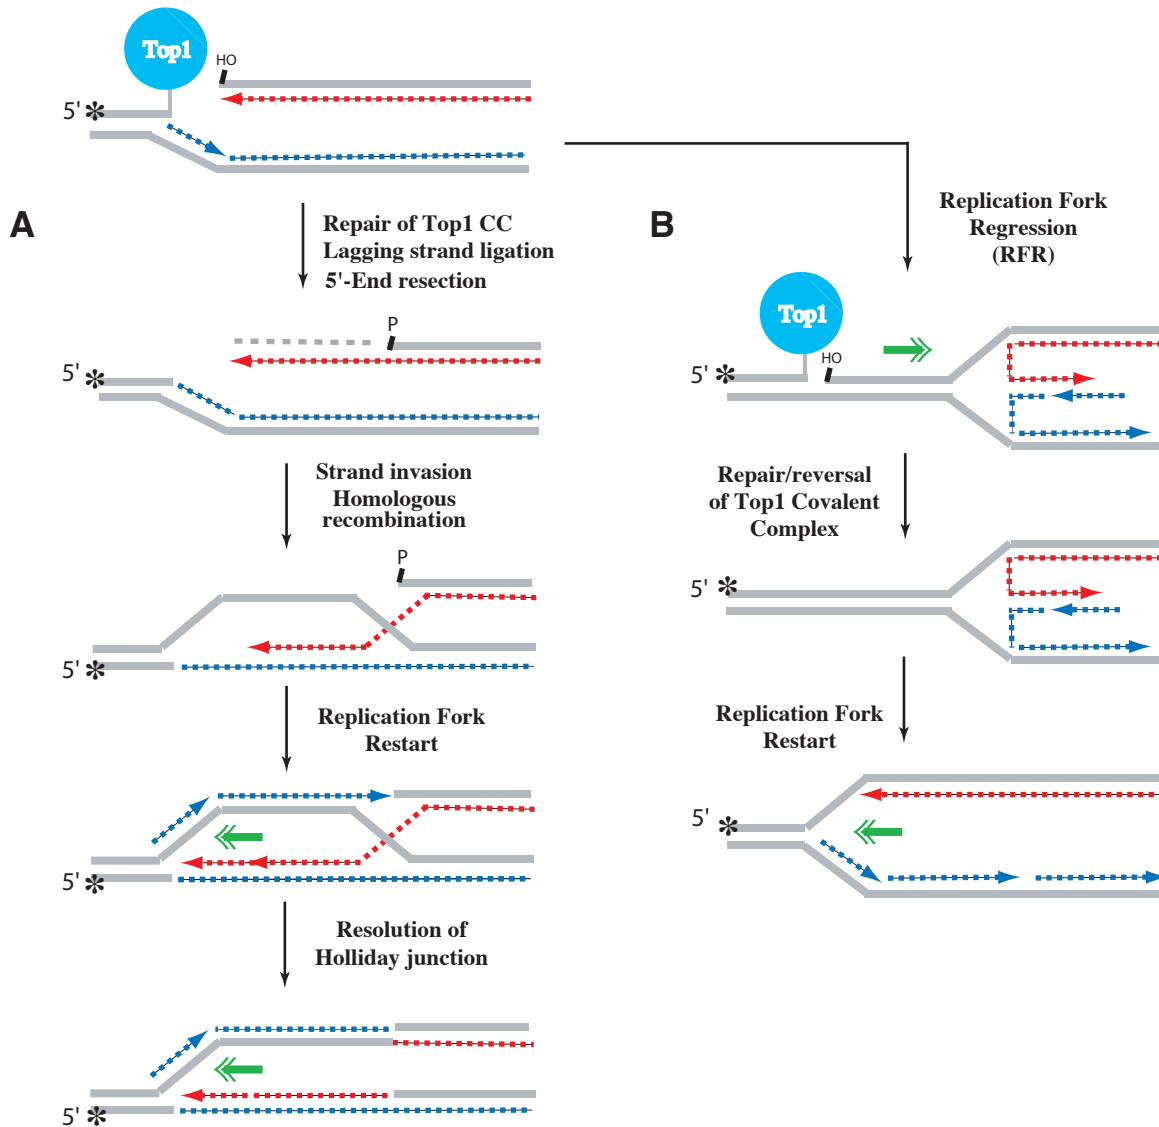 Top1
HO
5'*
A
Repair of Top1 CC
Lagging strand ligation
5'-End resection
P
5'*
Strand invasion
Homologous
recombination
P
5'*
Replication Fork
Restart
5'*
Resolution of
Holliday junction
5'*
B
Replication Fork
Regression
(RFR)
Top1
HO
5'*
Repair/reversal
of Top1 Covalent
Complex
5'*
Replication Fork
Restart
5'*